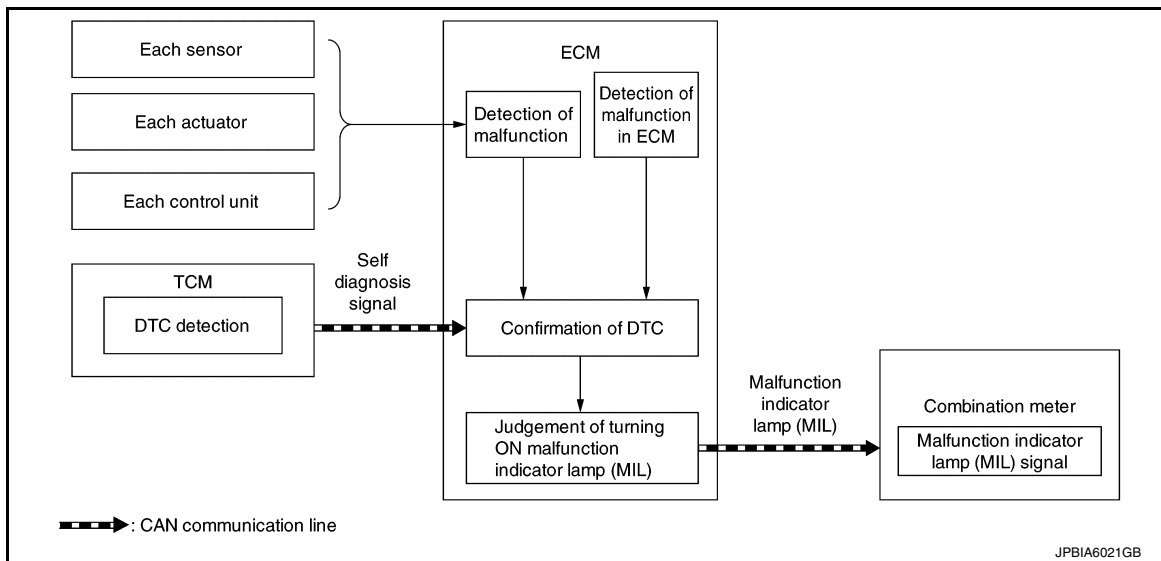 Each sensor
Each actuator
Each control unit
TCM
DTC detection
Self
diagnosis
signal
ECM
Detection of
malfunction
Detection of
malfunction
in ECM
Confirmation of DTC
Judgement of turning
ON malfunction
indicator lamp (MIL)
Malfunction
indicator
lamp (MIL)
Combination meter
Malfunction indicator
lamp (MIL) signal
: CAN communication line
JPBIA6021GB